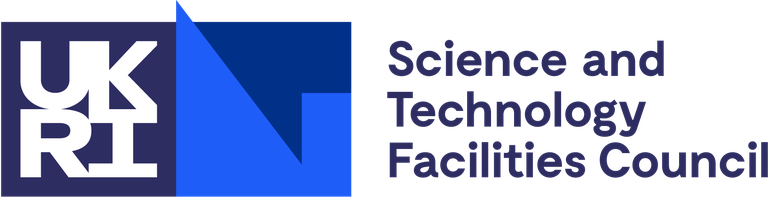 UK
RI
Science and
Technology
Facilities Council